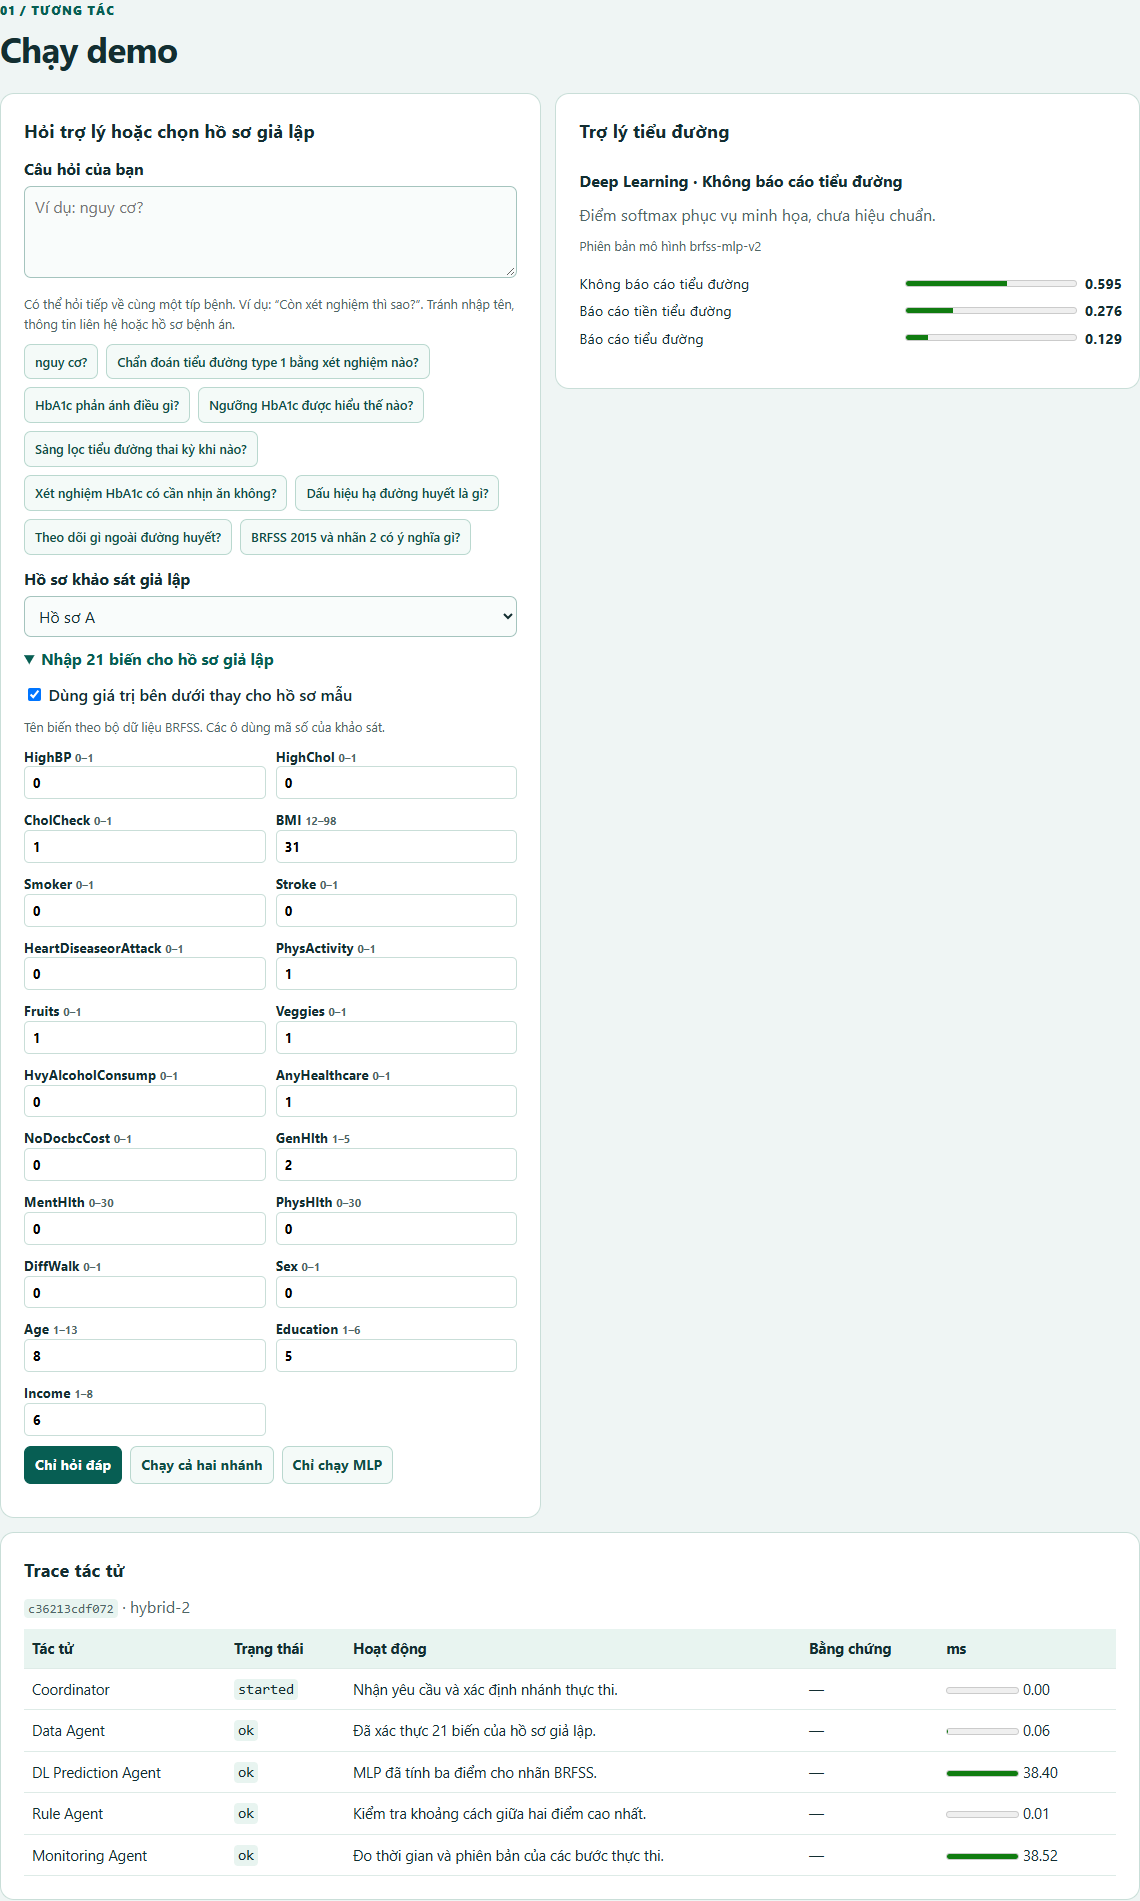 01 / TƯƠNG TÁC
Chạy demo
Hỏi trợ lý hoặc chọn hồ sơ giả lập
Câu hỏi của bạn
Ví dụ: nguy cơ?
Có thể hỏi tiếp về cùng một típ bệnh. Ví dụ: “Còn xét nghiệm thì sao?”. Tránh nhập tên,
thông tin liên hệ hoặc hồ sơ bệnh án.
nguy cơ? Chẩn đoán tiểu đường type 1 bằng xét nghiệm nào?
HbA1c phản ánh điều gì? Ngưỡng HbA1c được hiểu thế nào?
Sàng lọc tiểu đường thai kỳ khi nào?
Xét nghiệm HbA1c có cần nhịn ăn không? Dấu hiệu hạ đường huyết là gì?
Theo dõi gì ngoài đường huyết? BRFSS 2015 và nhãn 2 có ý nghĩa gì?
Hồ sơ khảo sát giả lập
Hồ sơ A
▼ Nhập 21 biến cho hồ sơ giả lập
Dùng giá trị bên dưới thay cho hồ sơ mẫu
Tên biến theo bộ dữ liệu BRFSS. Các ô dùng mã số của khảo sát.
HighBP 0–1 HighChol 0–1
0 0
CholCheck 0–1 BMI 12–98
1 31
Smoker 0–1 Stroke 0–1
0 0
HeartDiseaseorAttack 0–1 PhysActivity 0–1
0 1
Fruits 0–1 Veggies 0–1
1 1
HvyAlcoholConsump 0–1 AnyHealthcare 0–1
0 1
NoDocbcCost 0–1 GenHlth 1–5
0 2
MentHlth 0–30 PhysHlth 0–30
0 0
DiffWalk 0–1 Sex 0–1
0 0
Age 1–13 Education 1–6
8 5
Income 1–8
6
Chỉ hỏi đáp Chạy cả hai nhánh Chỉ chạy MLP
Trợ lý tiểu đường
Deep Learning · Không báo cáo tiểu đường
Điểm softmax phục vụ minh họa, chưa hiệu chuẩn.
Phiên bản mô hình brfss-mlp-v2
Không báo cáo tiểu đường 0.595
Báo cáo tiền tiểu đường 0.276
Báo cáo tiểu đường 0.129
Trace tác tử
c36213cdf072 · hybrid-2
Tác tử Trạng thái Hoạt động Bằng chứng ms
Coordinator started Nhận yêu cầu và xác định nhánh thực thi. — 0.00
Data Agent ok Đã xác thực 21 biến của hồ sơ giả lập. — 0.06
DL Prediction Agent ok MLP đã tính ba điểm cho nhãn BRFSS. — 38.40
Rule Agent ok Kiểm tra khoảng cách giữa hai điểm cao nhất. — 0.01
Monitoring Agent ok Đo thời gian và phiên bản của các bước thực thi. — 38.52